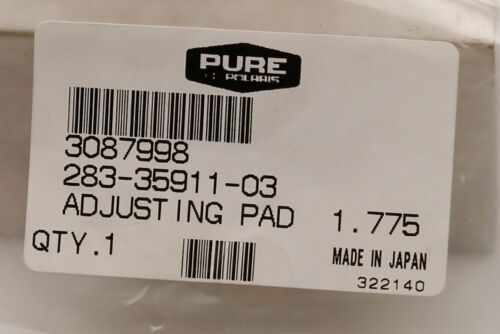 PURE
POLARIS
3087998
283-35911-03
ADJUSTING PAD 1.775
QTY.1
MADE IN JAPAN
322140